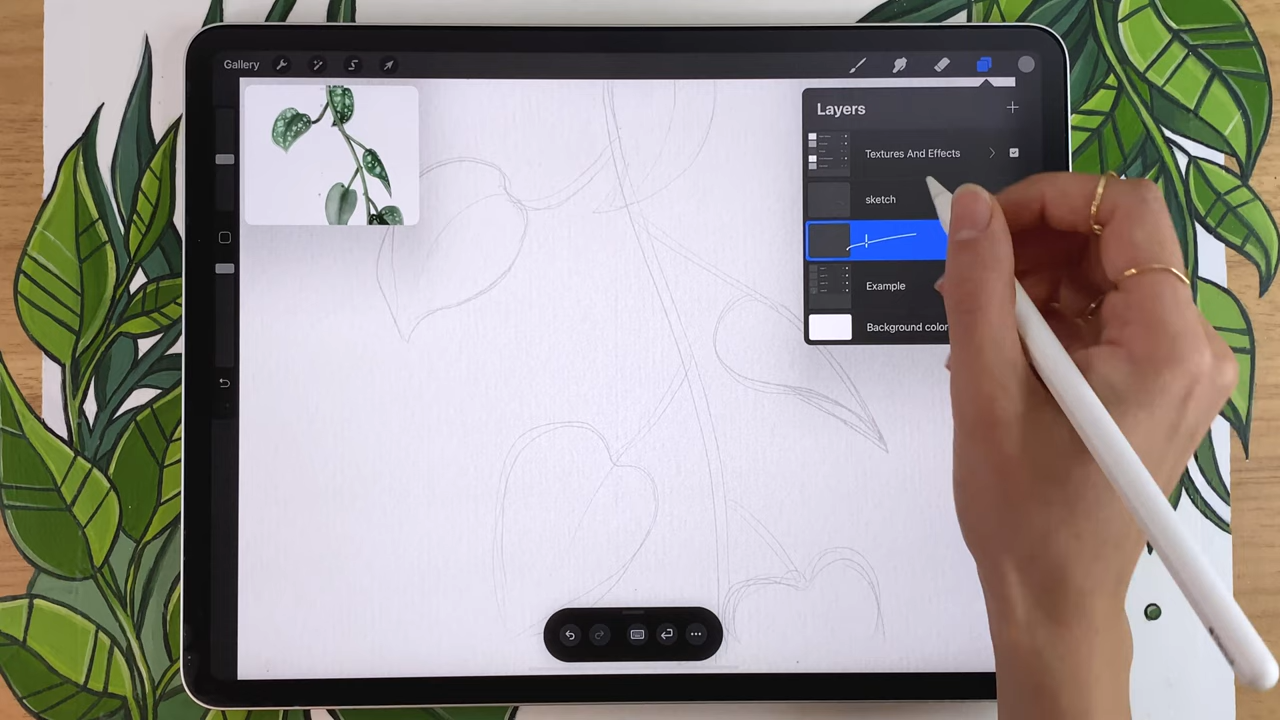 Gallery
Layers
Textures And Effects
sketch
Example
Background color